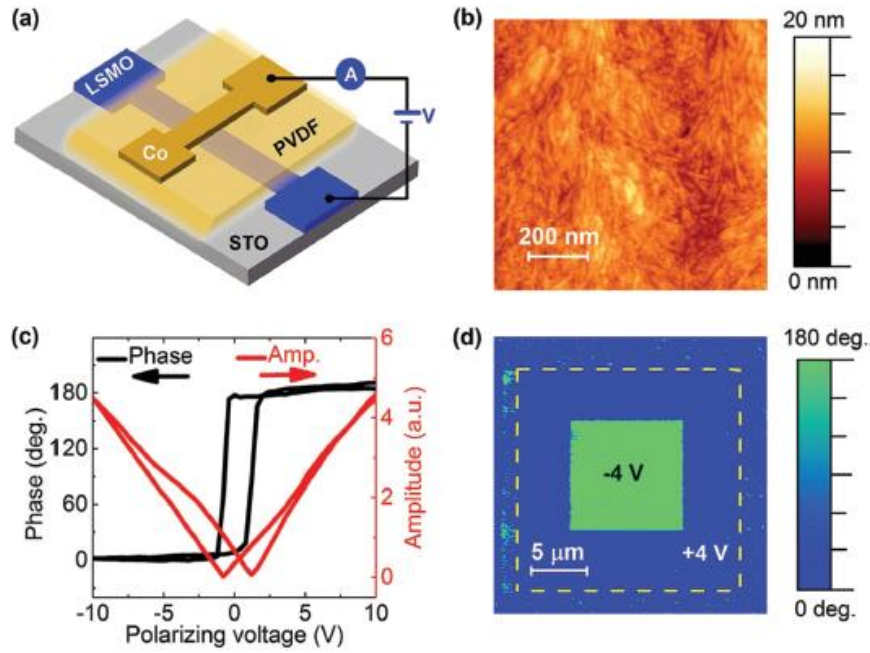 (a)
LSMO
Co
PVDF
STO
A
V
(b)
200 nm
20 nm
0 nm
(c)
Phase
Amp.
Phase (deg.)
180
120
60
0
Amplitude (a.u.)
6
4
2
0
-10 -5 0 5 10
Polarizing voltage (V)
(d)
-4 V
+4 V
5 μm
180 deg.
0 deg.